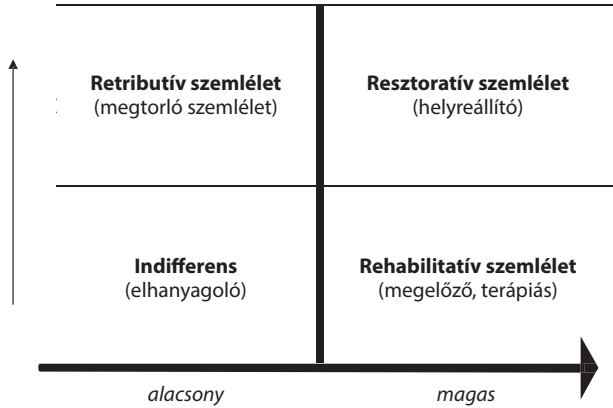 Retributív szemlélet
(megtorló szemlélet)
Resztoratív szemlélet
(helyreállító)
Indifferens
(elhanyagoló)
Rehabilitatív szemlélet
(megelőző, terápiás)
alacsony
magas